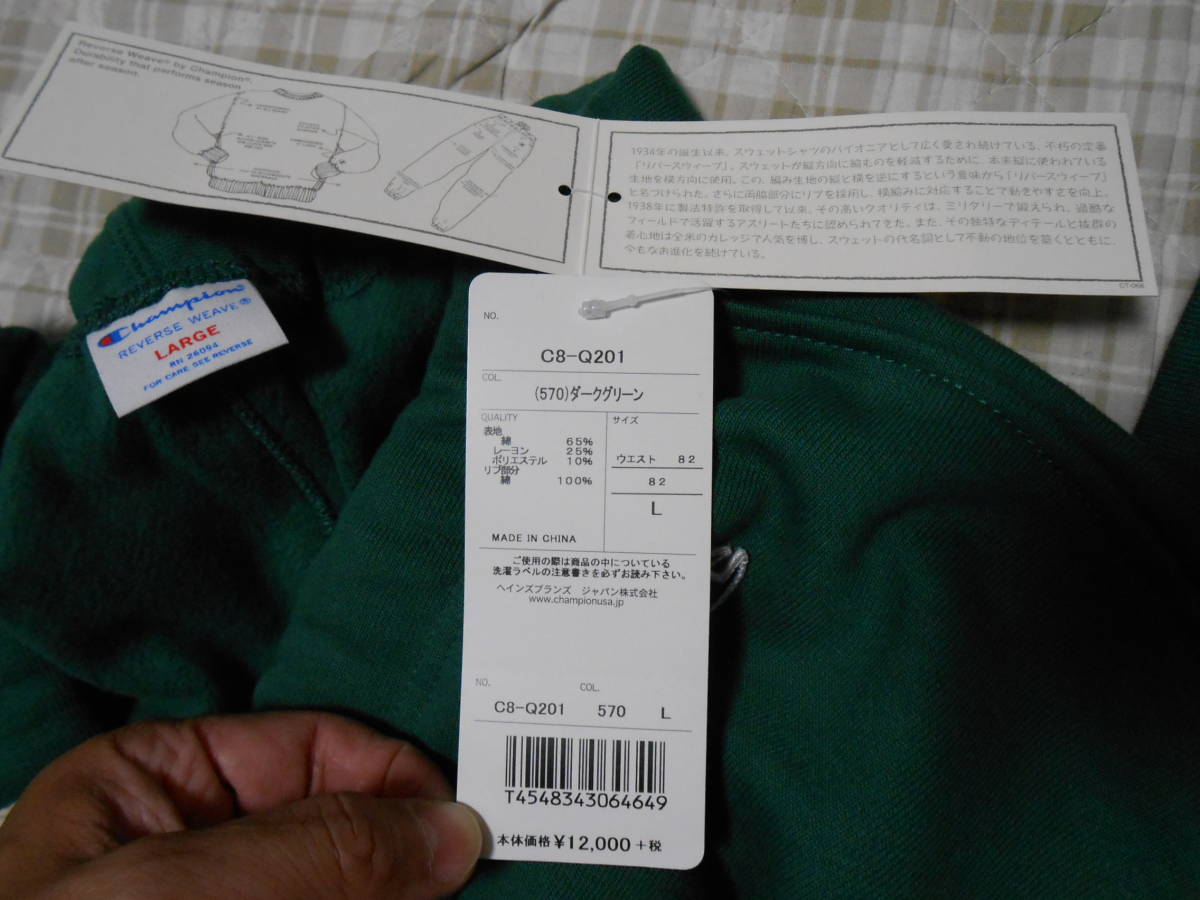 Reverse Weave® by Champion®.
Durability that performs season
after season.
1934年の誕生以来、スウェットシャツのパイオニアとして広く愛され続けている、不朽の定番
「リバースウィーブ」。スウェットが縦方向に縮むのを軽減するために、本来縦に使われている
生地を横方向に使用。この、編み生地の縦と横を逆にするという意味から「リバースウィーブ」
と名づけられた。さらに両脇部分にリブを採用し、横縮みに対応することで動きやすさを向上。
1938年に製法特許を取得して以来、その高いクオリティは、ミリタリーで鍛えられ、過酷な
フィールドで活躍するアスリートたちに認められてきた。また、その独特なディテールと抜群の
着心地は全米のカレッジで人気を博し、スウェットの代名詞として不動の地位を築くとともに、
今もなお進化を続けている。
CT-068
Champion
REVERSE WEAVE®
LARGE
RN 26094
FOR CARE SEE REVERSE
NO.
C8-Q201
COL.
(570)ダークグリーン
QUALITY
表地
綿 65%
レーヨン 25%
ポリエステル 10%
リブ部分
綿 100%
サイズ
ウエスト 82
82
L
MADE IN CHINA
ご使用の際は商品の中についている
洗濯ラベルの注意書きを必ずお読み下さい。
ヘインズブランズ ジャパン株式会社
www.championusa.jp
NO. COL.
C8-Q201 570 L
T4548343064649
本体価格¥12,000+税